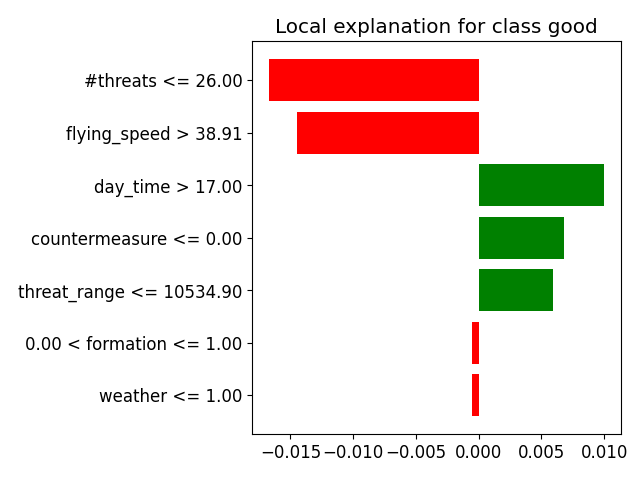 Local explanation for class good
#threats <= 26.00
flying_speed > 38.91
day_time > 17.00
countermeasure <= 0.00
threat_range <= 10534.90
0.00 < formation <= 1.00
weather <= 1.00
−0.015 −0.010 −0.005 0.000 0.005 0.010